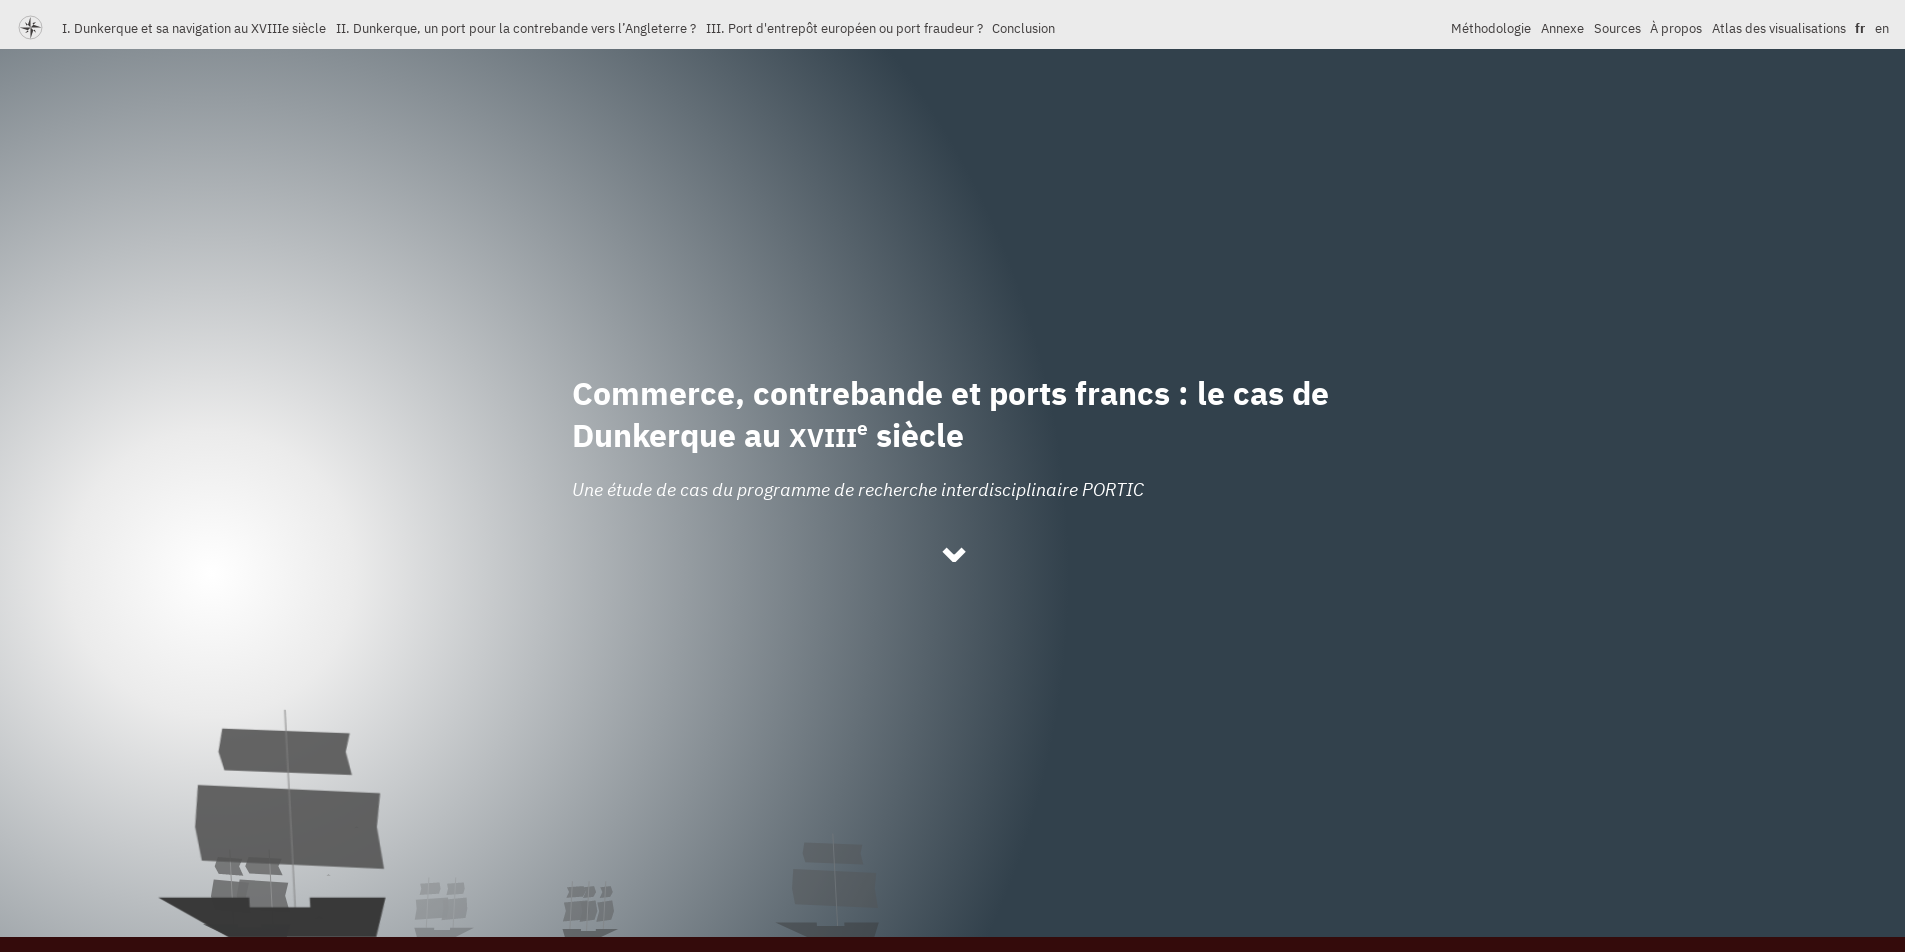 I. Dunkerque et sa navigation au XVIIIe siècle II. Dunkerque, un port pour la contrebande vers l’Angleterre ? III. Port d'entrepôt européen ou port fraudeur ? Conclusion Méthodologie Annexe Sources À propos Atlas des visualisations fr en
Commerce, contrebande et ports francs : le cas de
Dunkerque au XVIIIe siècle
Une étude de cas du programme de recherche interdisciplinaire PORTIC